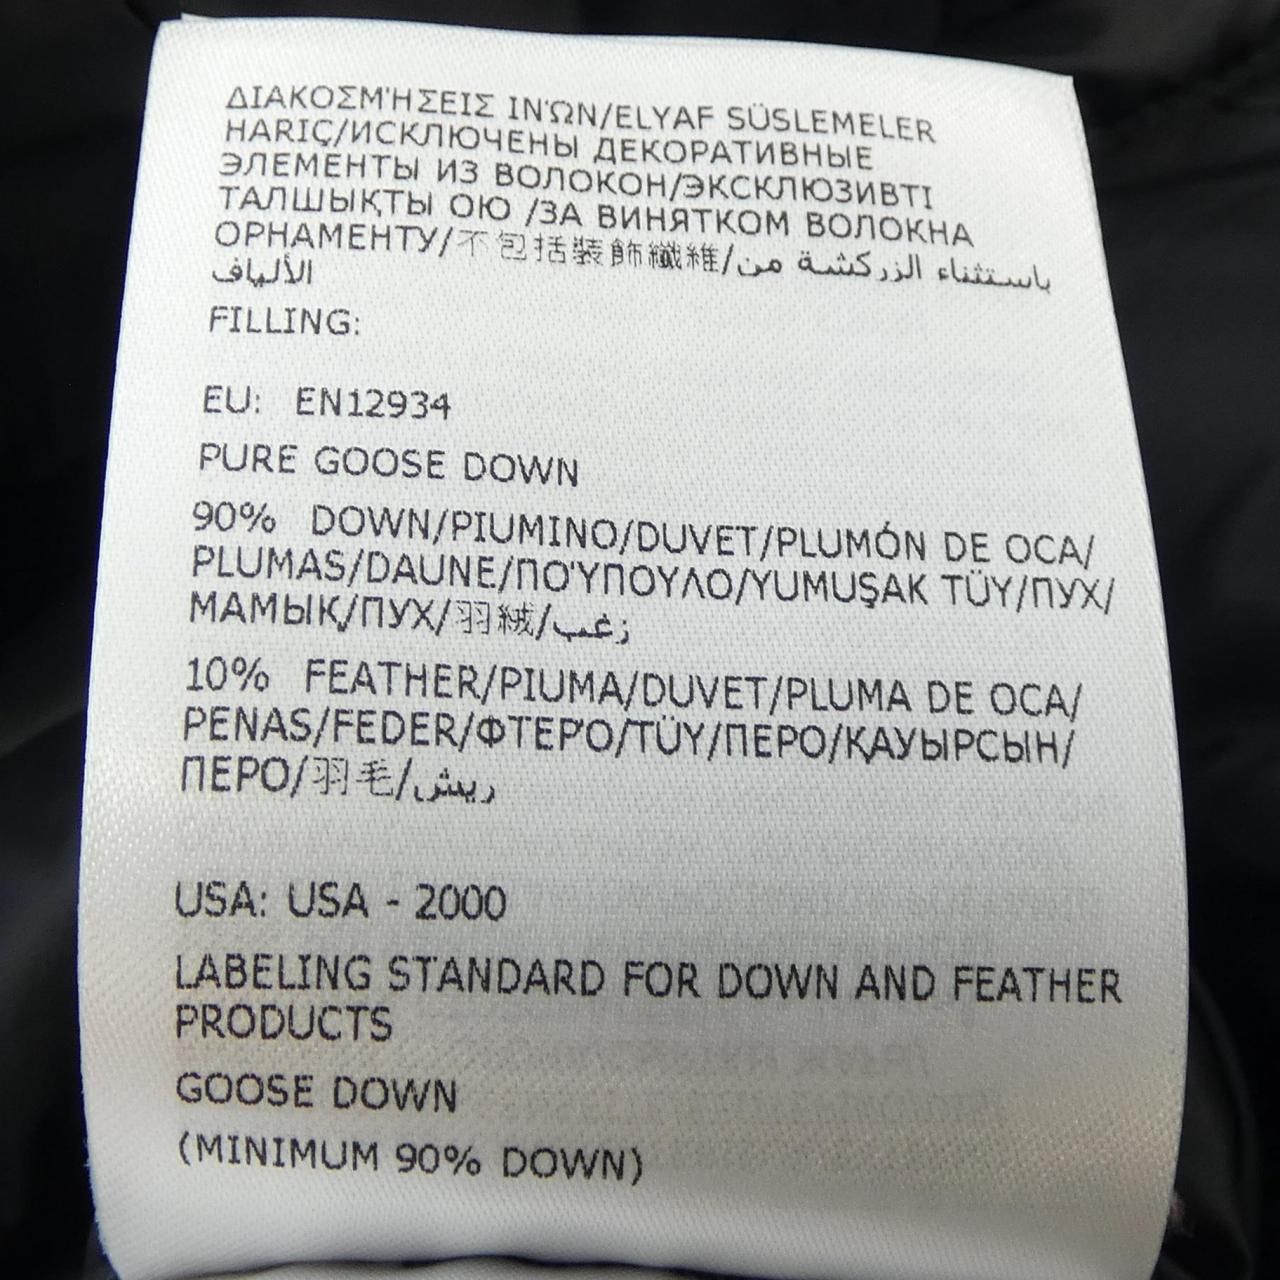 ΔΙΑΚΟΣΜΉΣΕΙΣ ΙΝΏΝ/ELYAF SÜSLEMELER
HARIÇ/ИСКЛЮЧЕНЫ ДЕКОРАТИВНЫЕ
ЭЛЕМЕНТЫ ИЗ ВОЛОКОН/ЭКСКЛЮЗИВТІ
ТАЛШЫҚТЫ ОЮ /ЗА ВИНЯТКОМ ВОЛОКНА
ОРНАМЕНТУ/不包括裝飾纖維/باستثناء الزركشة من
الألياف
FILLING:
EU: EN12934
PURE GOOSE DOWN
90% DOWN/PIUMINO/DUVET/PLUMÓN DE OCA/
PLUMAS/DAUNE/ΠΟΎΠΟΥΛΟ/YUMUŞAK TÜY/ПУХ/
МАМЫҚ/ПУХ/羽絨/زغب
10% FEATHER/PIUMA/DUVET/PLUMA DE OCA/
PENAS/FEDER/ΦΤΕΡΌ/TÜY/ПЕРО/ҚАУЫРСЫН/
ПЕРО/羽毛/ريش
USA: USA - 2000
LABELING STANDARD FOR DOWN AND FEATHER
PRODUCTS
GOOSE DOWN
(MINIMUM 90% DOWN)